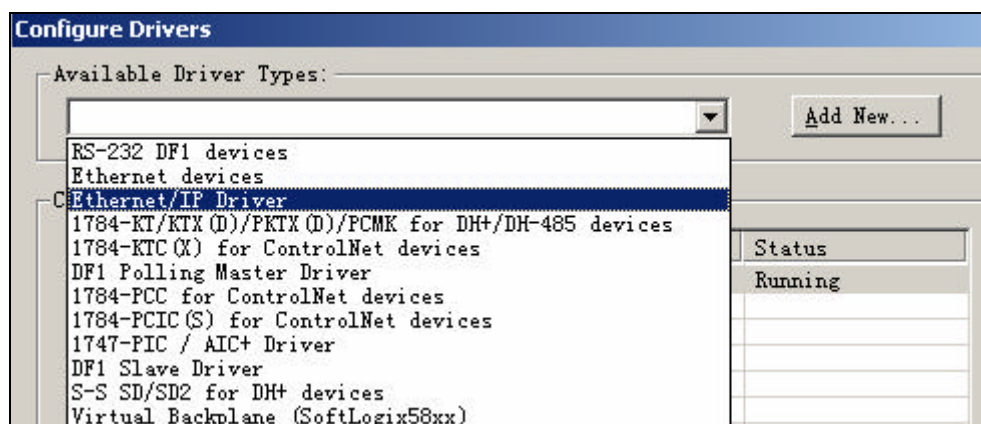 Configure Drivers
Available Driver Types:
Add New...
RS-232 DF1 devices
Ethernet devices
Ethernet/IP Driver
1784-KT/KTX(D)/PKTX(D)/PCMK for DH+/DH-485 devices
1784-KTC(X) for ControlNet devices
DF1 Polling Master Driver
1784-PCC for ControlNet devices
1784-PCIC(S) for ControlNet devices
1747-PIC / AIC+ Driver
DF1 Slave Driver
S-S SD/SD2 for DH+ devices
Virtual Backplane (SoftLogix58xx)
C
Status
Running